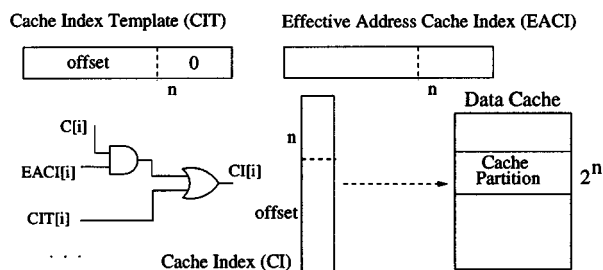 Cache Index Template (CIT)
Effective Address Cache Index (EACI)
offset 0
n
n
Data Cache
C[i]
EACI[i]
CI[i]
CIT[i]
. . .
n
offset
Cache Index (CI)
Cache
Partition
2^n